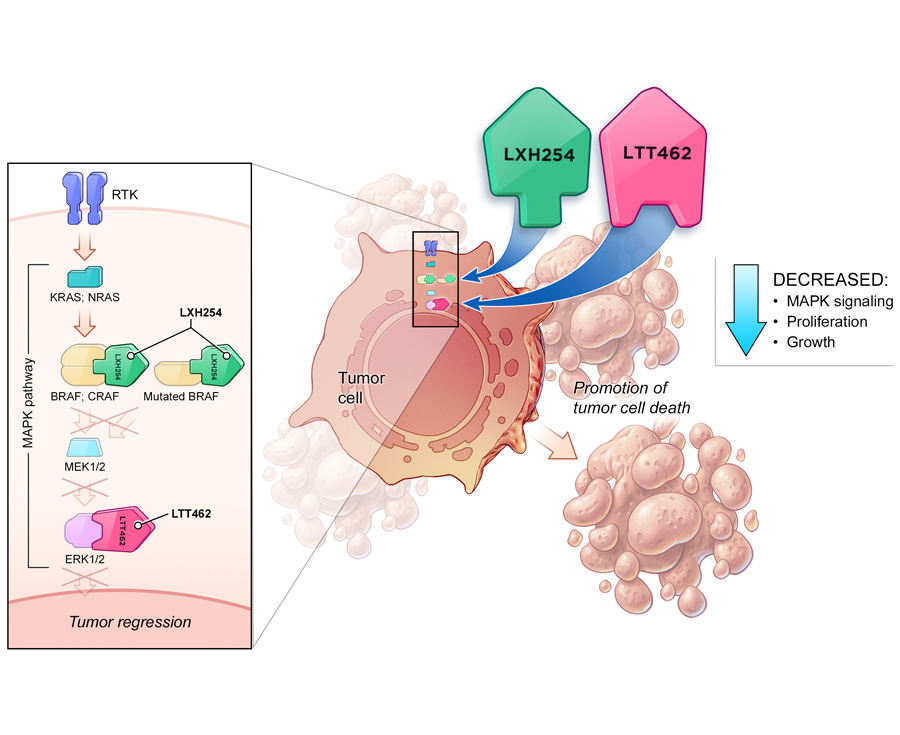 RTK
KRAS; NRAS
LXH254
LXH254
LXH254
BRAF; CRAF
Mutated BRAF
MAPK pathway
MEK1/2
LTT462
LTT462
ERK1/2
Tumor regression
LXH254
LTT462
Tumor
cell
Promotion of
tumor cell death
DECREASED:
• MAPK signaling
• Proliferation
• Growth